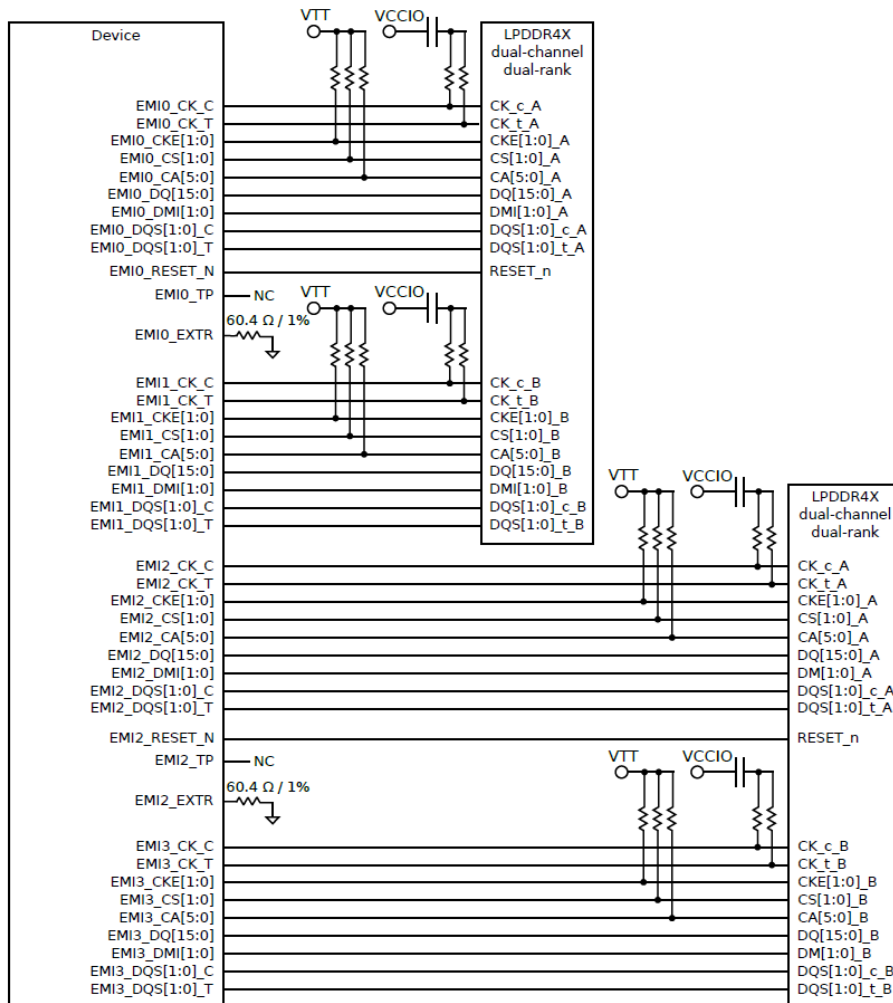 Device
VTT
VCCIO
LPDDR4X
dual-channel
dual-rank
EMI0_CK_C
CK_c_A
EMI0_CK_T
CK_t_A
EMI0_CKE[1:0]
CKE[1:0]_A
EMI0_CS[1:0]
CS[1:0]_A
EMI0_CA[5:0]
CA[5:0]_A
EMI0_DQ[15:0]
DQ[15:0]_A
EMI0_DMI[1:0]
DMI[1:0]_A
EMI0_DQS[1:0]_C
DQS[1:0]_c_A
EMI0_DQS[1:0]_T
DQS[1:0]_t_A
EMI0_RESET_N
RESET_n
EMI0_TP
NC
VTT
VCCIO
60.4 Ω / 1%
EMI0_EXTR
EMI1_CK_C
CK_c_B
EMI1_CK_T
CK_t_B
EMI1_CKE[1:0]
CKE[1:0]_B
EMI1_CS[1:0]
CS[1:0]_B
EMI1_CA[5:0]
CA[5:0]_B
EMI1_DQ[15:0]
DQ[15:0]_B
EMI1_DMI[1:0]
DMI[1:0]_B
EMI1_DQS[1:0]_C
DQS[1:0]_c_B
EMI1_DQS[1:0]_T
DQS[1:0]_t_B
VTT
VCCIO
LPDDR4X
dual-channel
dual-rank
EMI2_CK_C
CK_c_A
EMI2_CK_T
CK_t_A
EMI2_CKE[1:0]
CKE[1:0]_A
EMI2_CS[1:0]
CS[1:0]_A
EMI2_CA[5:0]
CA[5:0]_A
EMI2_DQ[15:0]
DQ[15:0]_A
EMI2_DMI[1:0]
DM[1:0]_A
EMI2_DQS[1:0]_C
DQS[1:0]_c_A
EMI2_DQS[1:0]_T
DQS[1:0]_t_A
EMI2_RESET_N
RESET_n
EMI2_TP
NC
VTT
VCCIO
60.4 Ω / 1%
EMI2_EXTR
EMI3_CK_C
CK_c_B
EMI3_CK_T
CK_t_B
EMI3_CKE[1:0]
CKE[1:0]_B
EMI3_CS[1:0]
CS[1:0]_B
EMI3_CA[5:0]
CA[5:0]_B
EMI3_DQ[15:0]
DQ[15:0]_B
EMI3_DMI[1:0]
DM[1:0]_B
EMI3_DQS[1:0]_C
DQS[1:0]_c_B
EMI3_DQS[1:0]_T
DQS[1:0]_t_B